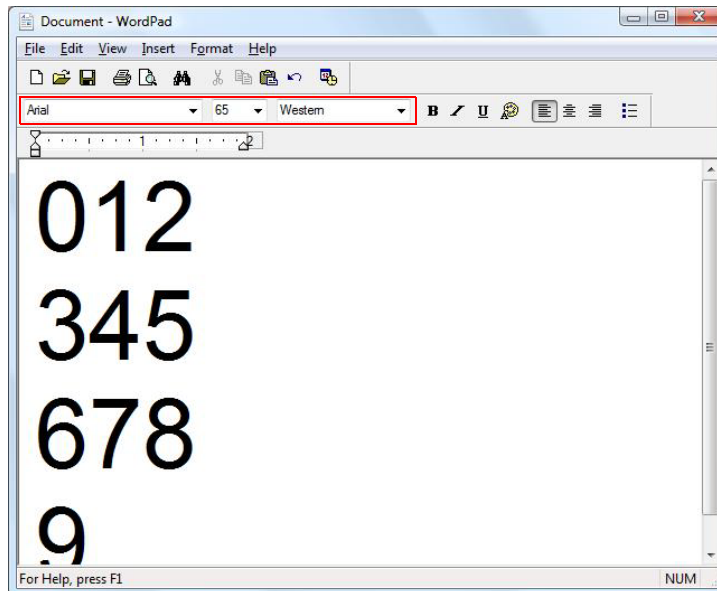 Document - WordPad
File Edit View Insert Format Help
Arial 65 Western B I U
1 2
012
345
678
9
For Help, press F1 NUM